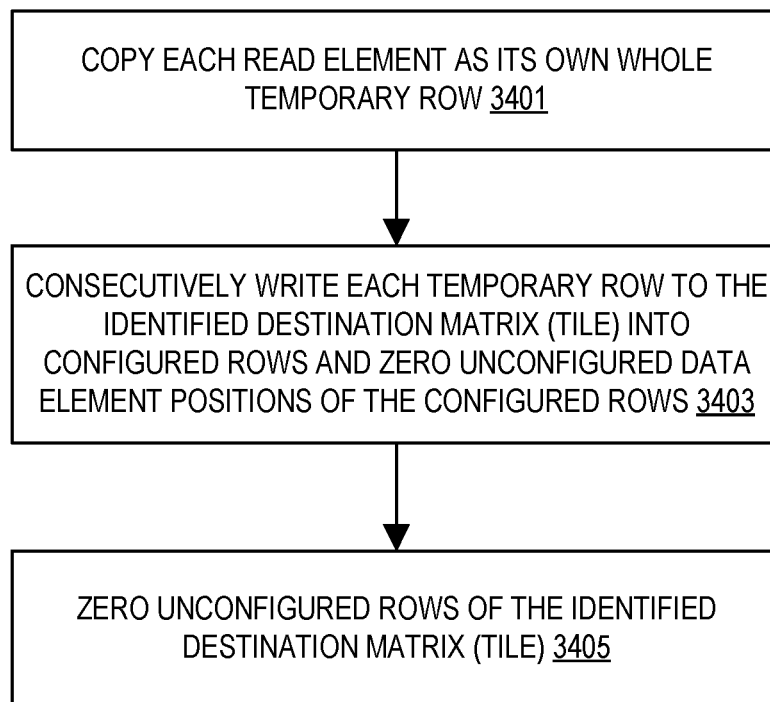 COPY EACH READ ELEMENT AS ITS OWN WHOLE
TEMPORARY ROW 3401
CONSECUTIVELY WRITE EACH TEMPORARY ROW TO THE
IDENTIFIED DESTINATION MATRIX (TILE) INTO
CONFIGURED ROWS AND ZERO UNCONFIGURED DATA
ELEMENT POSITIONS OF THE CONFIGURED ROWS 3403
ZERO UNCONFIGURED ROWS OF THE IDENTIFIED
DESTINATION MATRIX (TILE) 3405